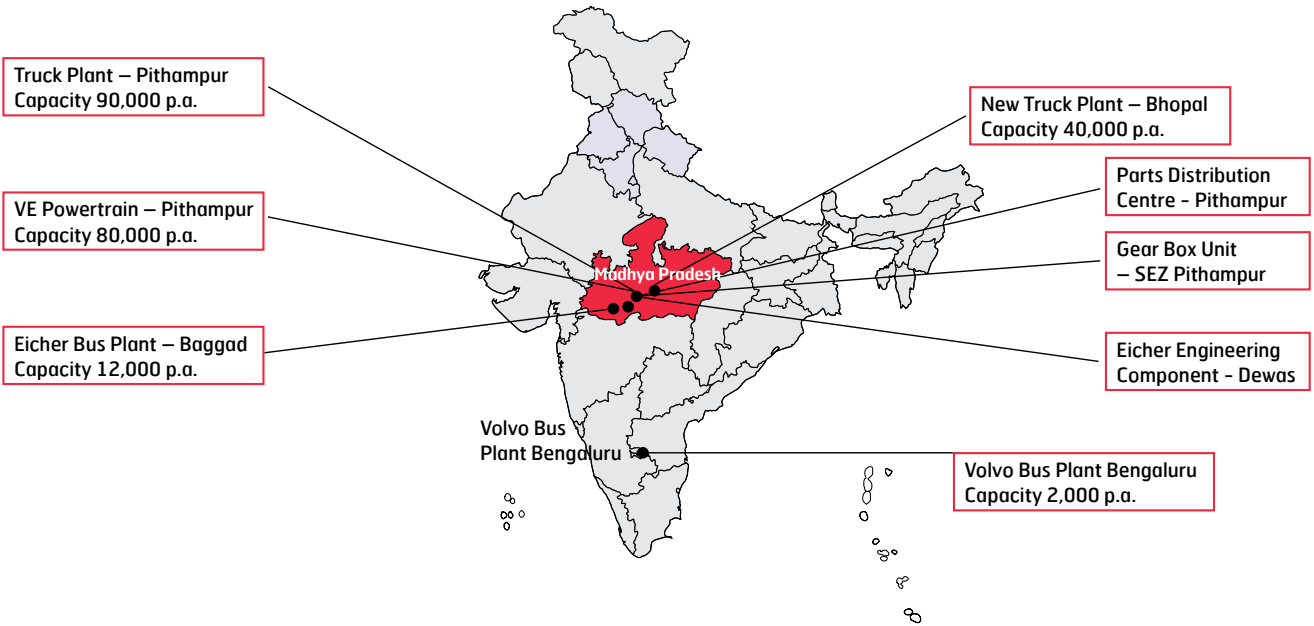 Truck Plant – Pithampur
Capacity 90,000 p.a.
New Truck Plant – Bhopal
Capacity 40,000 p.a.
Parts Distribution
Centre - Pithampur
VE Powertrain – Pithampur
Capacity 80,000 p.a.
Gear Box Unit
– SEZ Pithampur
Madhya Pradesh
Eicher Bus Plant – Baggad
Capacity 12,000 p.a.
Eicher Engineering
Component - Dewas
Volvo Bus
Plant Bengaluru
Volvo Bus Plant Bengaluru
Capacity 2,000 p.a.